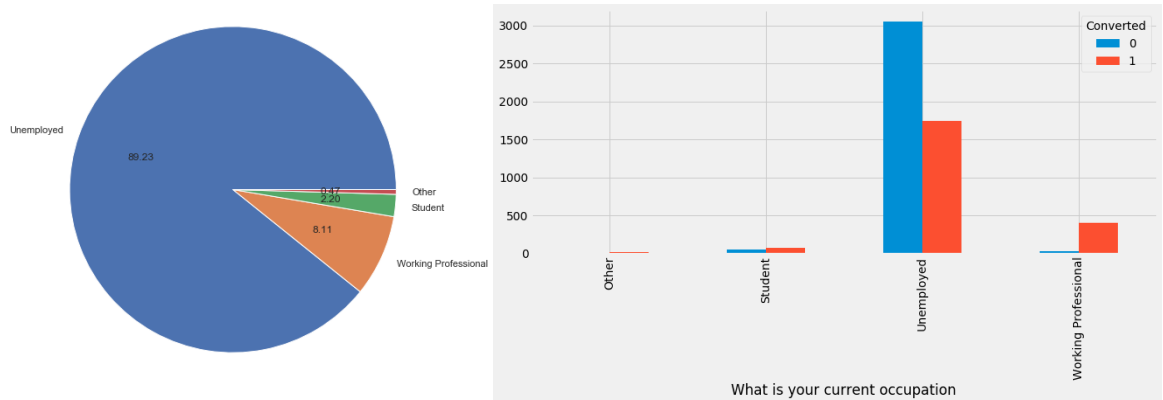 Unemployed
89.23
0.47
Other
2.20
Student
8.11
Working Professional
3000
2500
2000
1500
1000
500
0
Converted
0
1
Other
Student
Unemployed
Working Professional
What is your current occupation